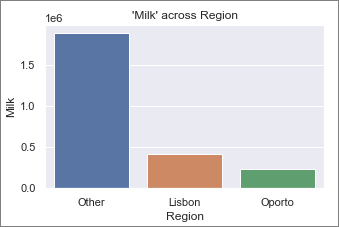 'Milk' across Region
1e6
1.5
1.0
0.5
0.0
Milk
Other Lisbon Oporto
Region